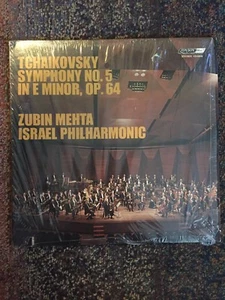 TCHAIKOVSKY
SYMPHONY NO. 5
IN E MINOR, OP. 64
ZUBIN MEHTA
ISRAEL PHILHARMONIC